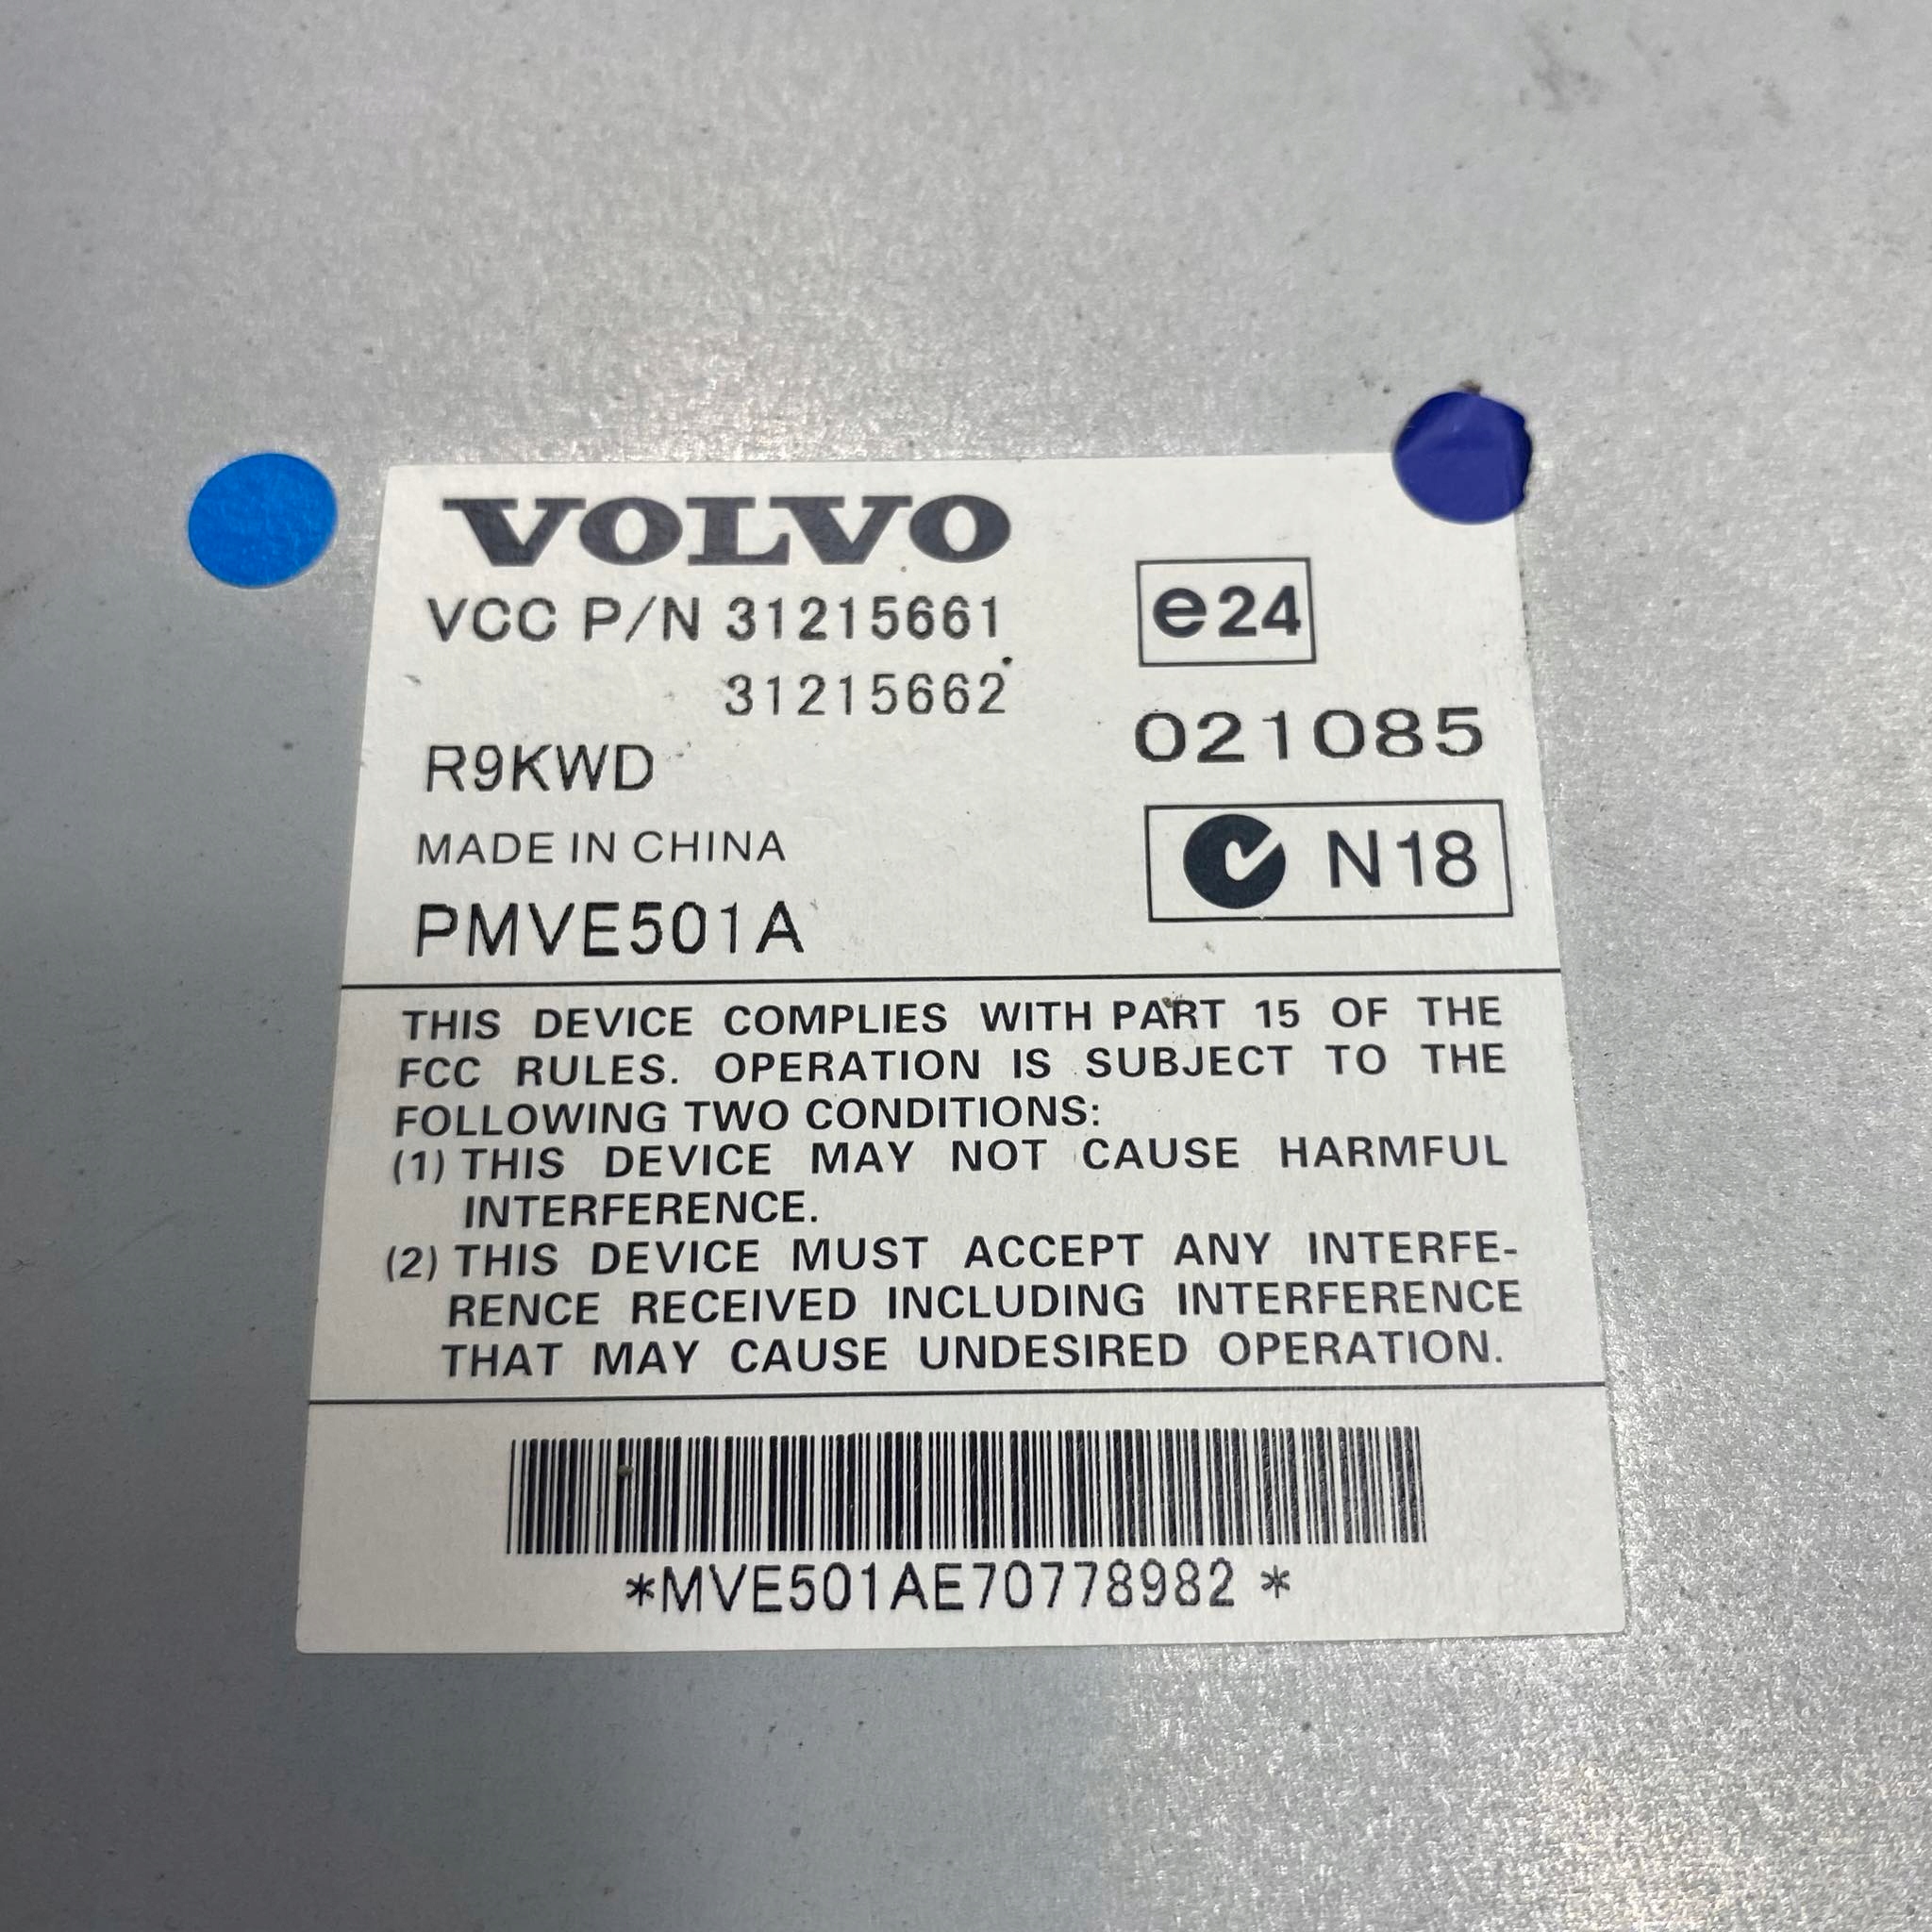 VOLVO
VCC P/N 31215661
31215662
e24
021085
R9KWD
MADE IN CHINA
N18
PMVE501A
THIS DEVICE COMPLIES WITH PART 15 OF THE
FCC RULES. OPERATION IS SUBJECT TO THE
FOLLOWING TWO CONDITIONS:
(1) THIS DEVICE MAY NOT CAUSE HARMFUL
INTERFERENCE.
(2) THIS DEVICE MUST ACCEPT ANY INTERFE-
RENCE RECEIVED INCLUDING INTERFERENCE
THAT MAY CAUSE UNDESIRED OPERATION.
*MVE501AE70778982 *